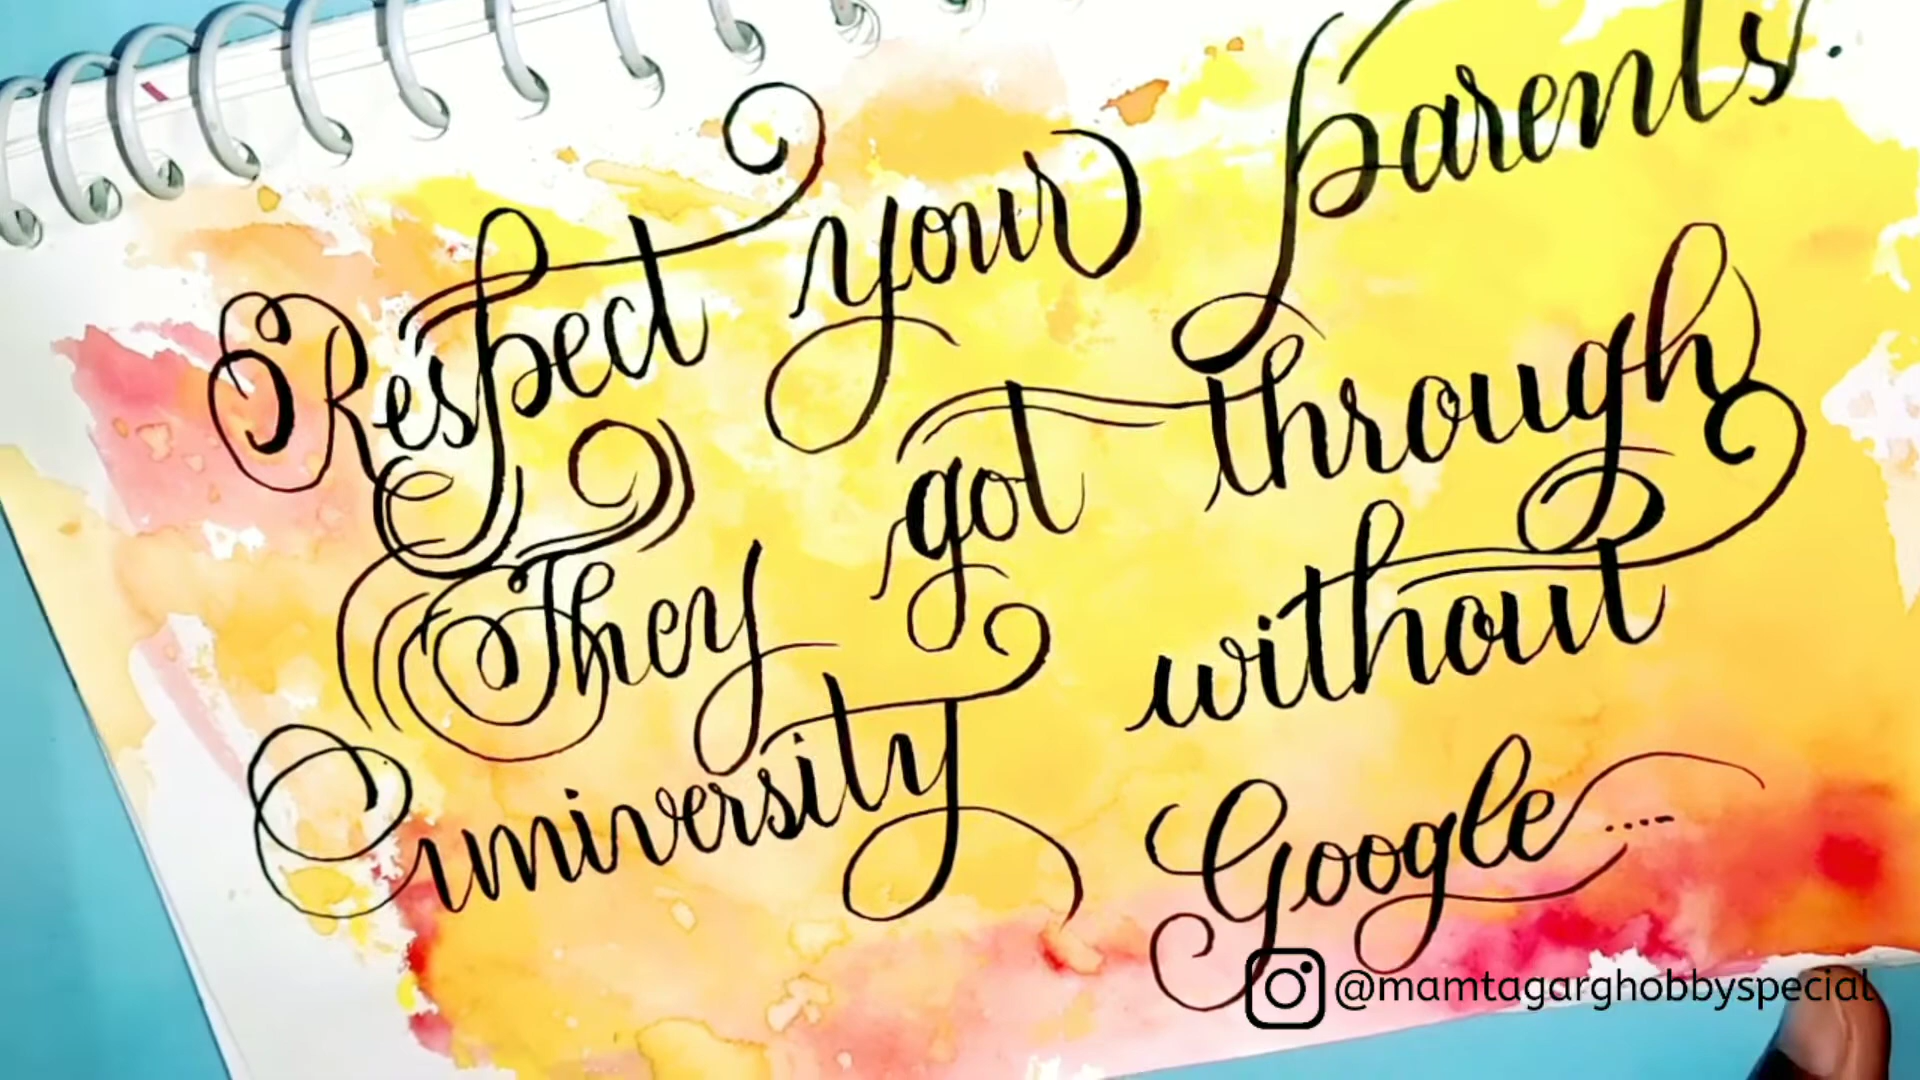 Respect your parents.
They got through
university without
Google....
@mamtagarghobbyspecial